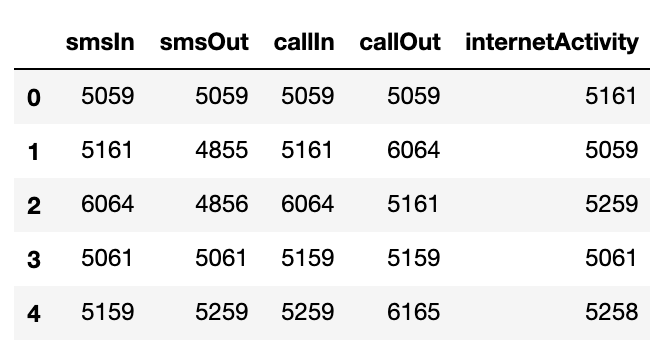 smsIn smsOut callIn callOut internetActivity
0 5059 5059 5059 5059 5161
1 5161 4855 5161 6064 5059
2 6064 4856 6064 5161 5259
3 5061 5061 5159 5159 5061
4 5159 5259 5259 6165 5258